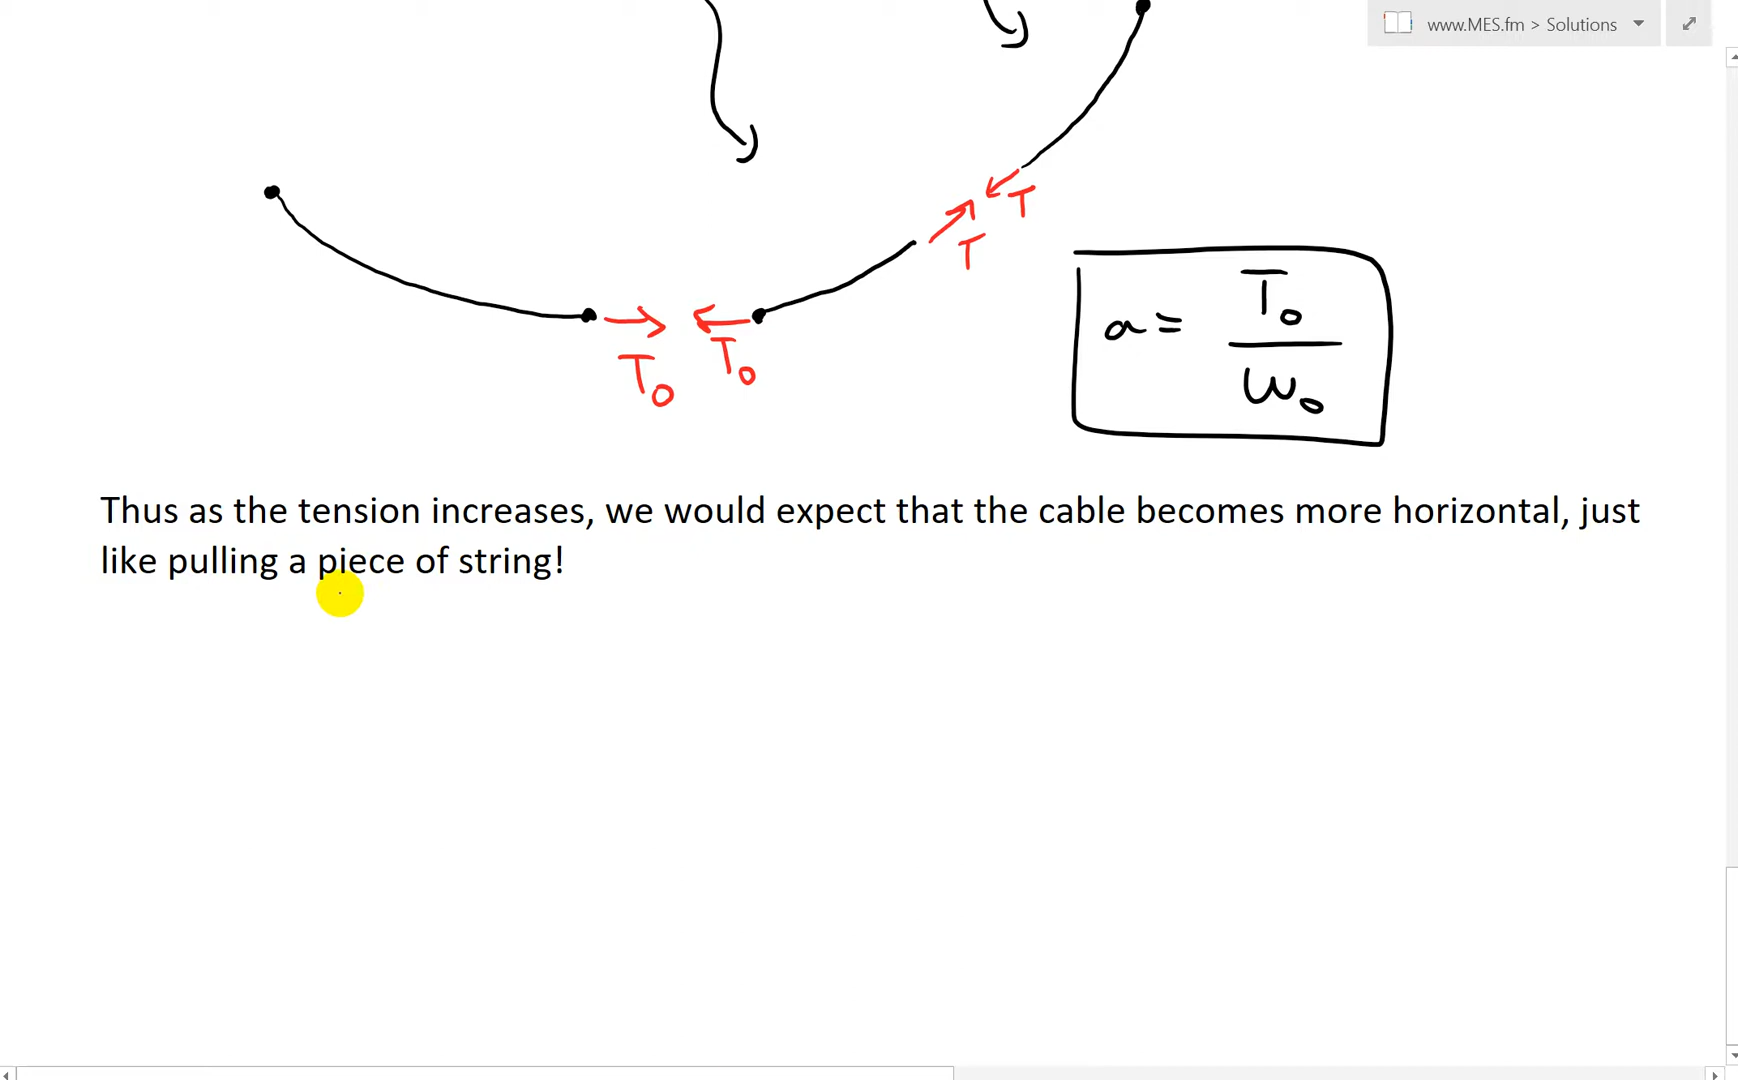 www.MES.fm > Solutions
T
T
T₀
T₀
a = T₀/w₀
Thus as the tension increases, we would expect that the cable becomes more horizontal, just
like pulling a piece of string!